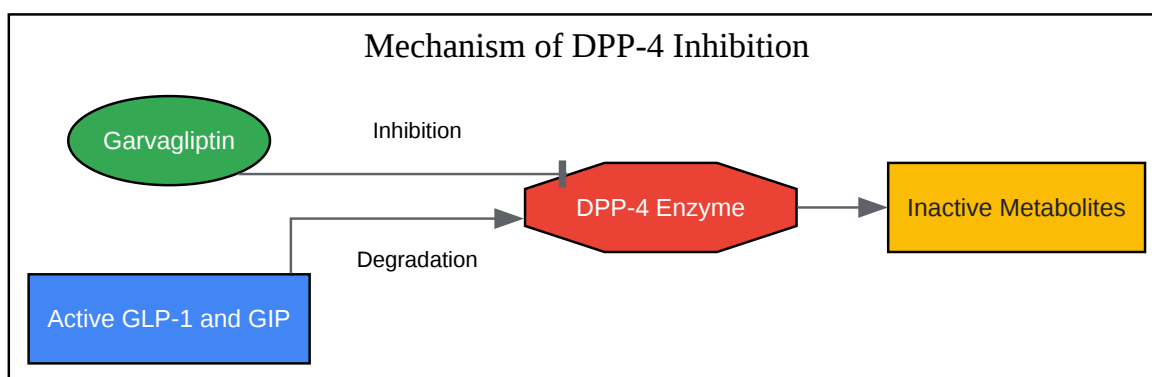 Mechanism of DPP-4 Inhibition
Garvagliptin
Inhibition
DPP-4 Enzyme
Inactive Metabolites
Degradation
Active GLP-1 and GIP